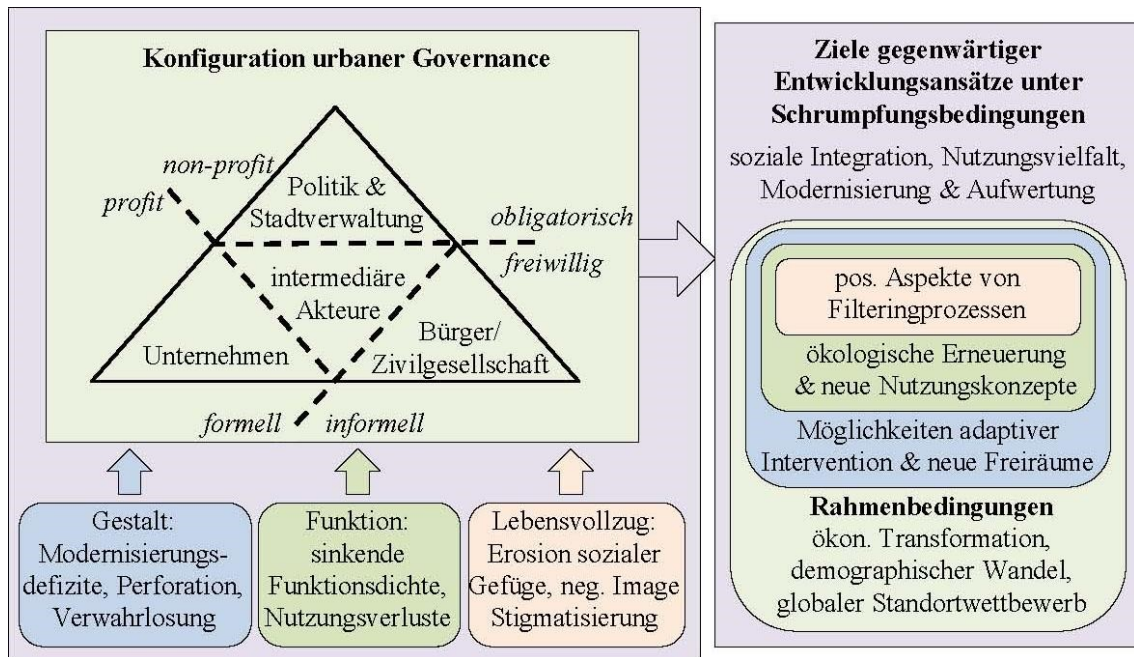 Konfiguration urbaner Governance
non-profit
profit
Politik &
Stadtverwaltung
obligatorisch
freiwillig
intermediäre
Akteure
Unternehmen
Bürger/
Zivilgesellschaft
formell
informell
Gestalt:
Modernisierungs-
defizite, Perforation,
Verwahrlosung
Funktion:
sinkende
Funktionsdichte,
Nutzungsverluste
Lebensvollzug:
Erosion sozialer
Gefüge, neg. Image
Stigmatisierung
Ziele gegenwärtiger
Entwicklungsansätze unter
Schrumpfungsbedingungen
soziale Integration, Nutzungsvielfalt,
Modernisierung & Aufwertung
pos. Aspekte von
Filteringprozessen
ökologische Erneuerung
& neue Nutzungskonzepte
Möglichkeiten adaptiver
Intervention & neue Freiräume
Rahmenbedingungen
ökon. Transformation,
demographischer Wandel,
globaler Standortwettbewerb